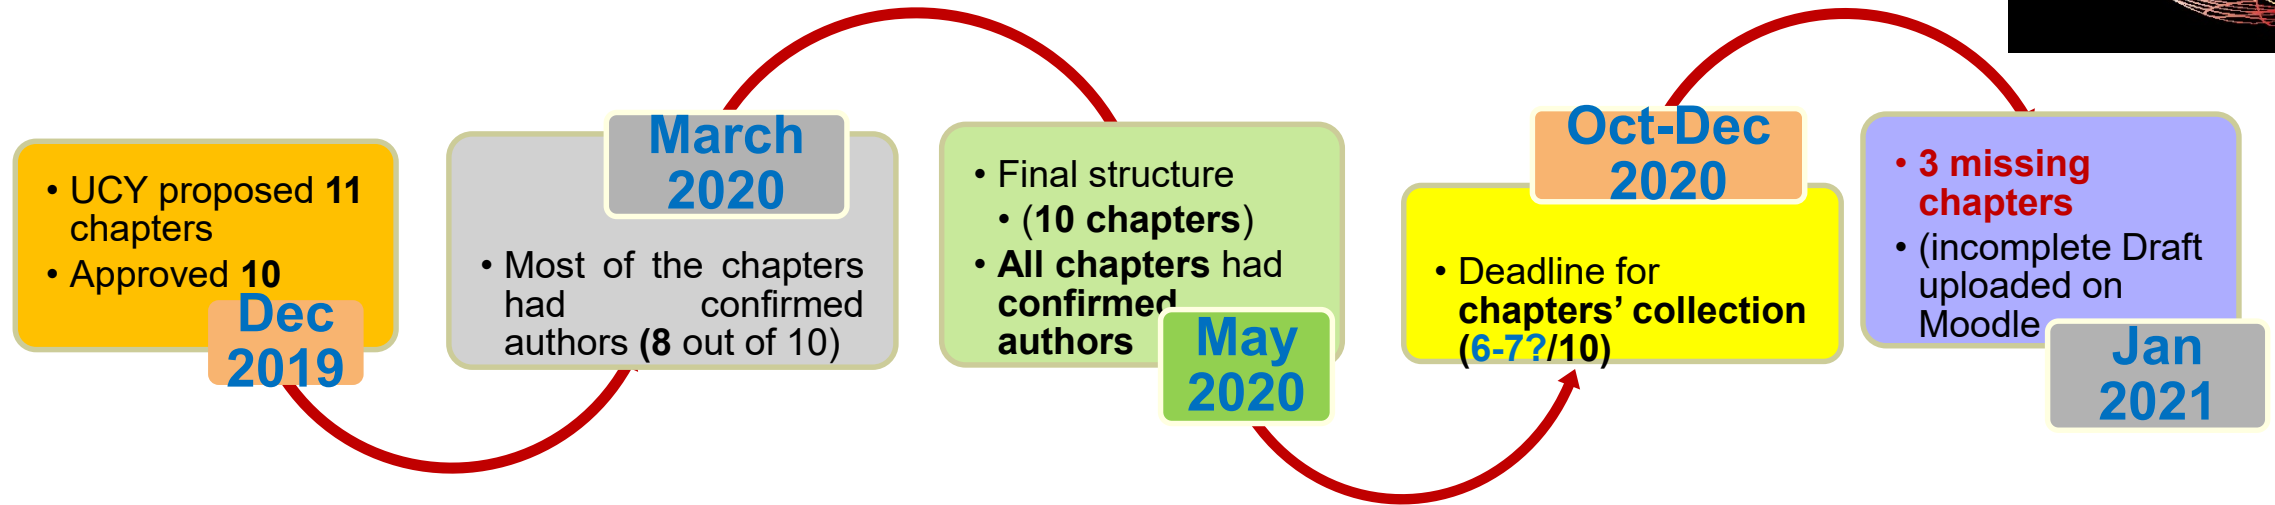 • UCY proposed 11
chapters
• Approved 10
Dec
2019
March
2020
• Most of the chapters
had confirmed
authors (8 out of 10)
• Final structure
• (10 chapters)
• All chapters had
confirmed
authors
May
2020
Oct-Dec
2020
• Deadline for
chapters’ collection
(6-7?/10)
• 3 missing
chapters
• (incomplete Draft
uploaded on
Moodle
Jan
2021